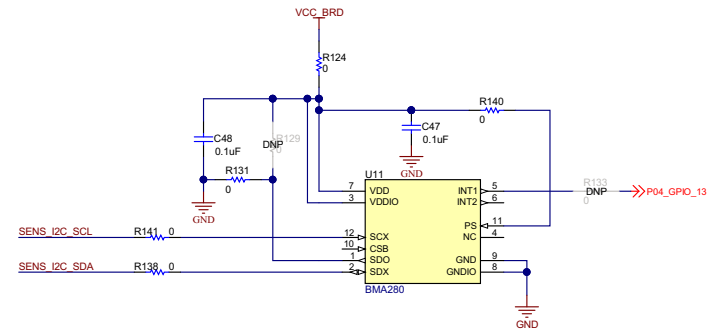 VCC_BRD
R124
0
R140
0
C48
0.1uF
DNP
R129
0
C47
0.1uF
GND
R131
0
GND
U11
7 VDD INT1 5
R133
DNP
0
P04_GPIO_13
3 VDDIO INT2 6
PS 11
SENS_I2C_SCL R141 0 12 SCX NC 4
10 CSB
1 SDO GND 9
SENS_I2C_SDA R138 0 2 SDX GNDIO 8
BMA280
GND